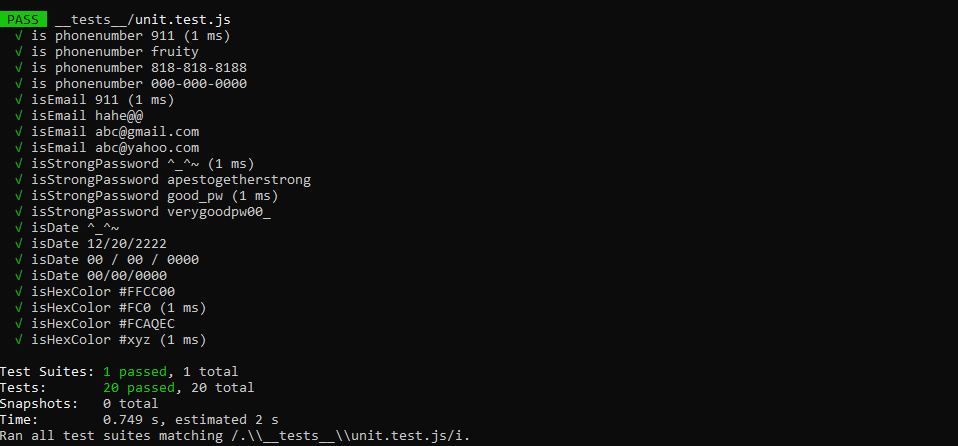 PASS __tests__/unit.test.js
√ is phonenumber 911 (1 ms)
√ is phonenumber fruity
√ is phonenumber 818-818-8188
√ is phonenumber 000-000-0000
√ isEmail 911 (1 ms)
√ isEmail hahe@@
√ isEmail abc@gmail.com
√ isEmail abc@yahoo.com
√ isStrongPassword ^_^~ (1 ms)
√ isStrongPassword apestogetherstrong
√ isStrongPassword good_pw (1 ms)
√ isStrongPassword verygoodpw00_
√ isDate ^_^~
√ isDate 12/20/2222
√ isDate 00 / 00 / 0000
√ isDate 00/00/0000
√ isHexColor #FFCC00
√ isHexColor #FC0 (1 ms)
√ isHexColor #FCAQEC
√ isHexColor #xyz (1 ms)
Test Suites: 1 passed, 1 total
Tests: 20 passed, 20 total
Snapshots: 0 total
Time: 0.749 s, estimated 2 s
Ran all test suites matching /.\\__tests__\\unit.test.js/i.